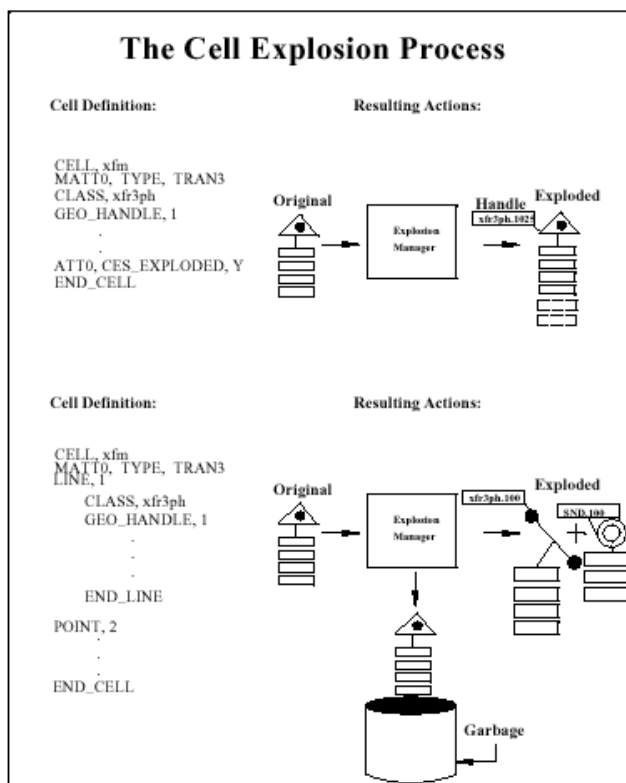 The Cell Explosion Process
Cell Definition:
Resulting Actions:
CELL, xfm
MATT0, TYPE, TRAN3
CLASS, xfr3ph
GEO_HANDLE, 1
.
.
ATT0, CES_EXPLODED, Y
END_CELL
Original
Explosion
Manager
Handle
xfr3ph.1025
Exploded
Cell Definition:
Resulting Actions:
CELL, xfm
MATT0, TYPE, TRAN3
LINE, 1
CLASS, xfr3ph
GEO_HANDLE, 1
.
.
.
END_LINE
POINT, 2
.
.
.
END_CELL
Original
Explosion
Manager
xfr3ph.100
Exploded
SND.100
Garbage